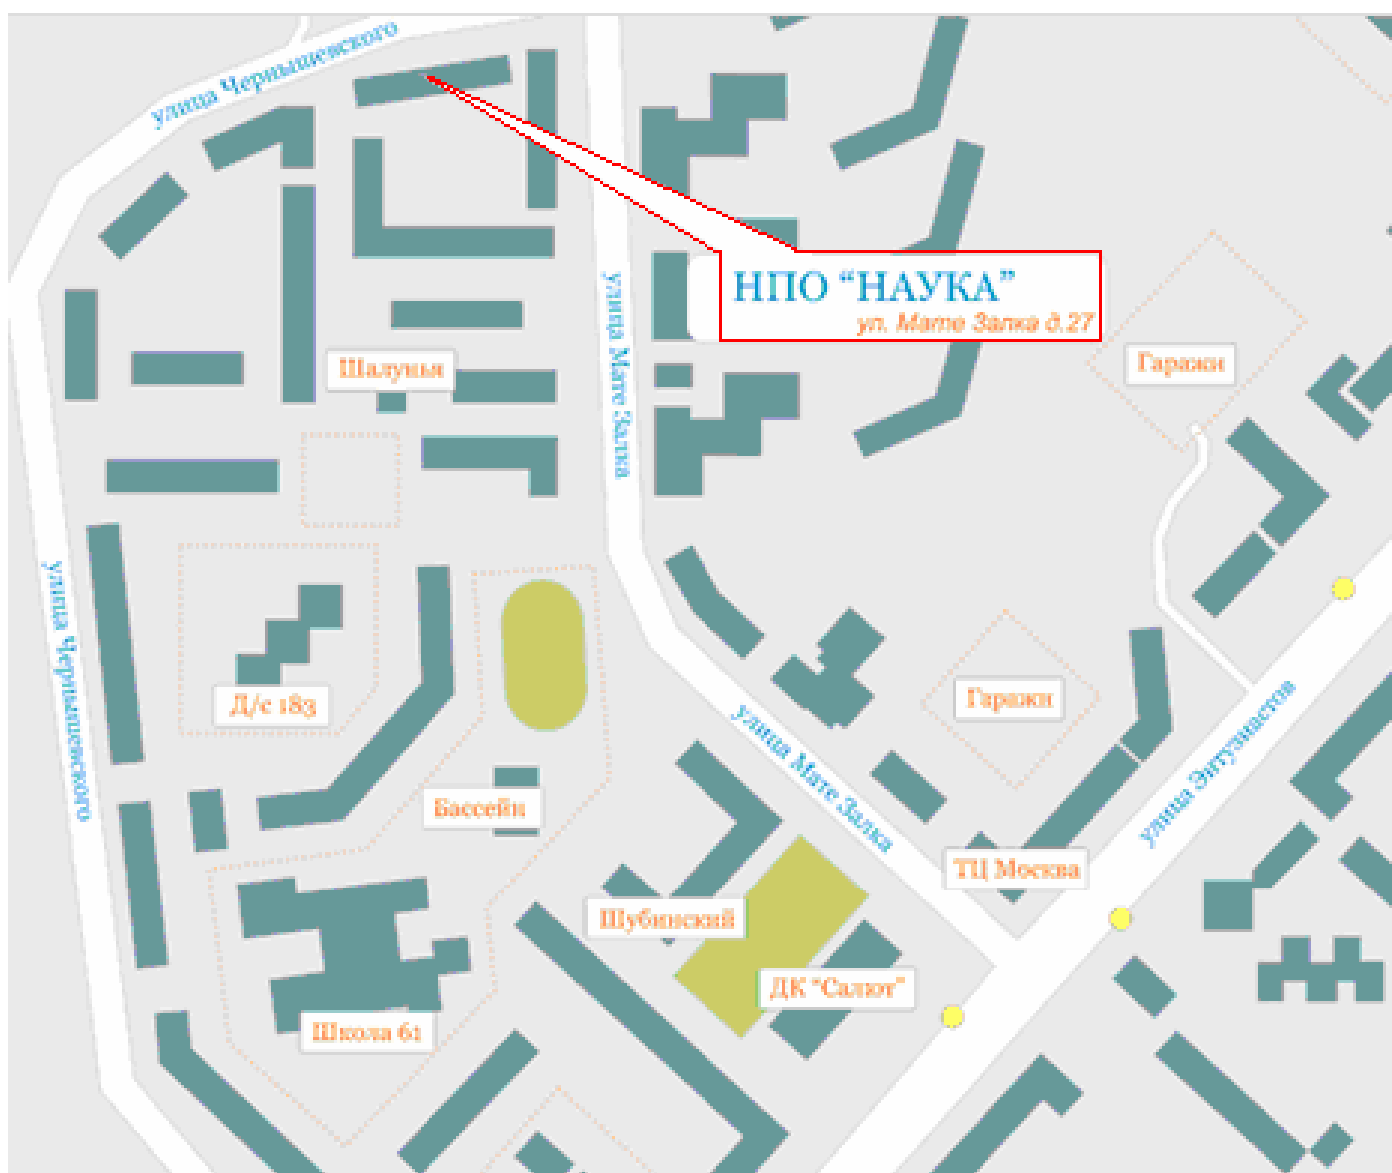 улица Чернышевского
НПО “НАУКА”
ул. Мате Залка д.27
улица Мате Залка
Шалунья
Гаражи
улица Чернышевского
Д/с 183
Гаражи
улица Мате Залка
улица Энтузиастов
Бассейн
ТЦ Москва
Шубинский
ДК “Салют”
Школа 61